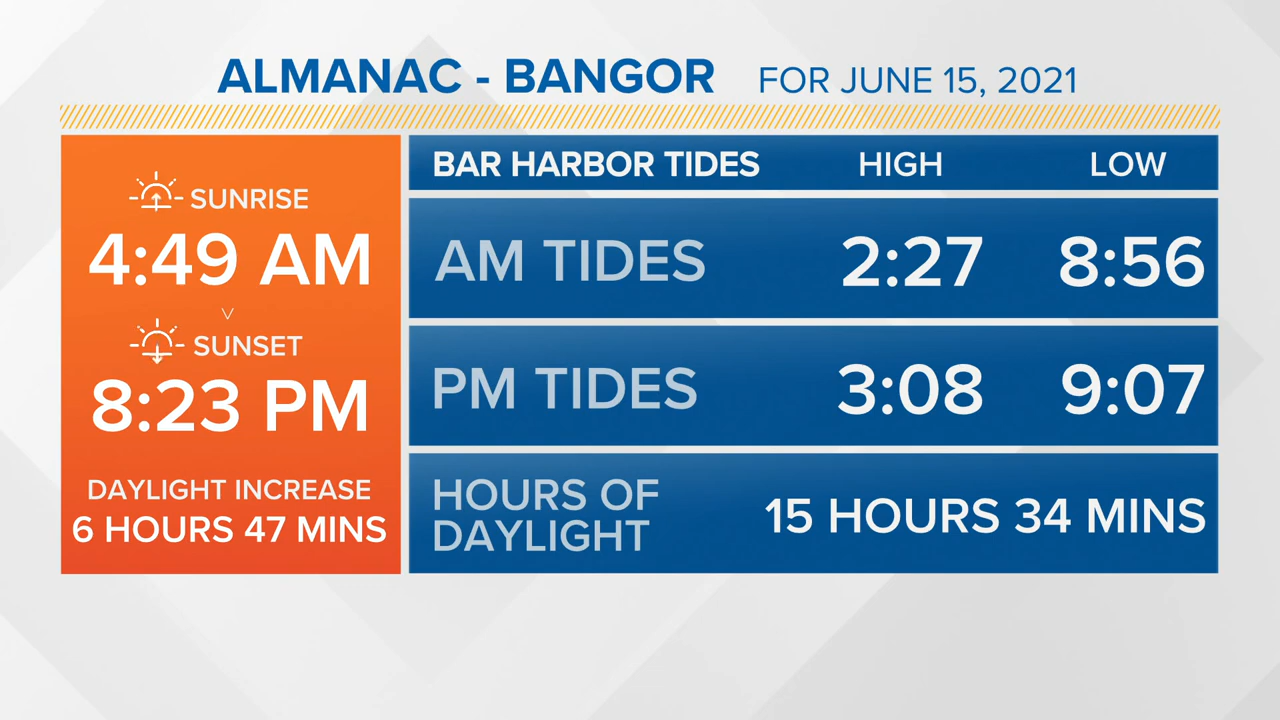 ALMANAC - BANGOR FOR JUNE 15, 2021
SUNRISE
4:49 AM
SUNSET
8:23 PM
DAYLIGHT INCREASE
6 HOURS 47 MINS
BAR HARBOR TIDES HIGH LOW
AM TIDES 2:27 8:56
PM TIDES 3:08 9:07
HOURS OF
DAYLIGHT
15 HOURS 34 MINS